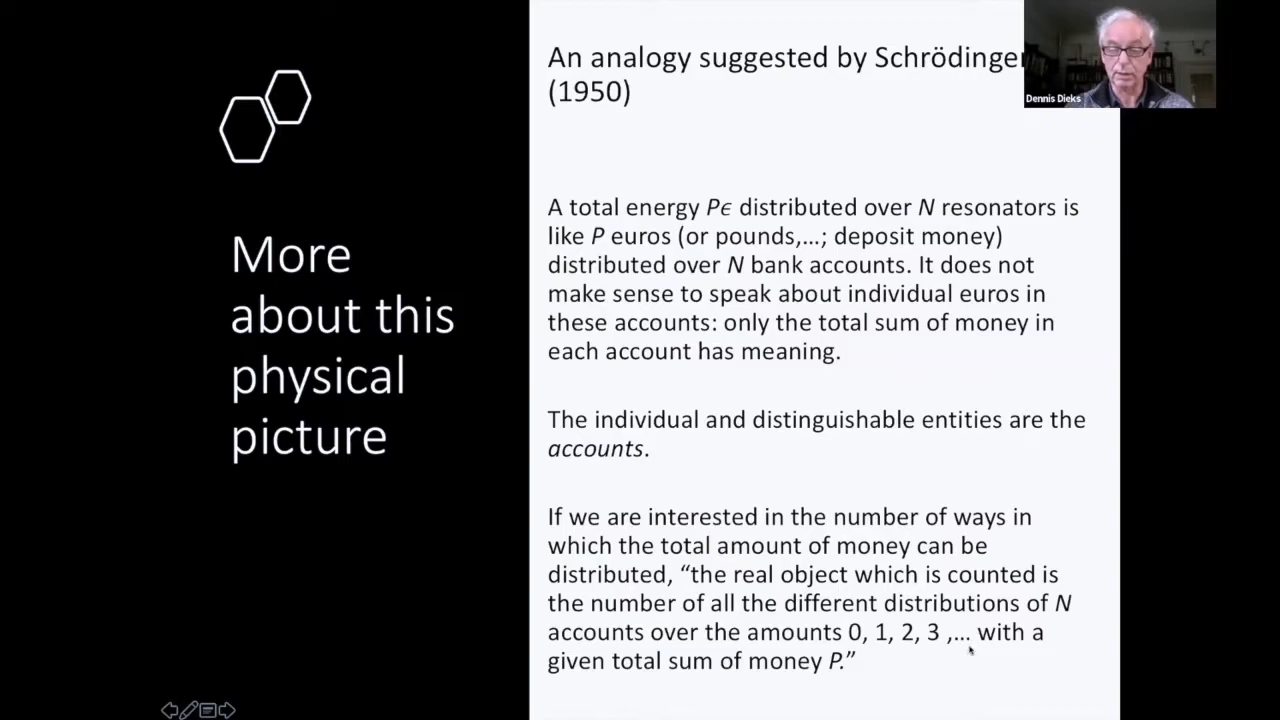 An analogy suggested by Schrödinger
(1950)
Dennis Dieks
More
about this
physical
picture
A total energy Pϵ distributed over N resonators is
like P euros (or pounds,...; deposit money)
distributed over N bank accounts. It does not
make sense to speak about individual euros in
these accounts: only the total sum of money in
each account has meaning.
The individual and distinguishable entities are the
accounts.
If we are interested in the number of ways in
which the total amount of money can be
distributed, “the real object which is counted is
the number of all the different distributions of N
accounts over the amounts 0, 1, 2, 3 ,... with a
given total sum of money P.”